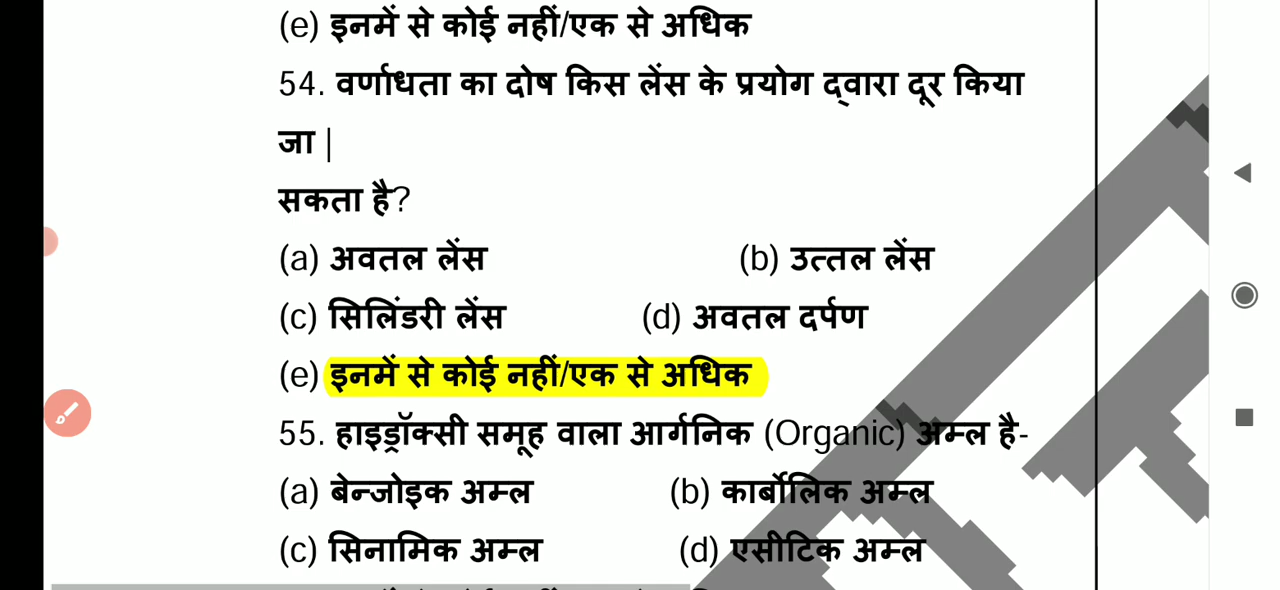 (e) इनमें से कोई नहीं/एक से अधिक
54. वर्णाधता का दोष किस लेंस के प्रयोग द्वारा दूर किया
जा |
सकता है?
(a) अवतल लेंस (b) उत्तल लेंस
(c) सिलिंडरी लेंस (d) अवतल दर्पण
(e) इनमें से कोई नहीं/एक से अधिक
55. हाइड्रॉक्सी समूह वाला आर्गनिक (Organic) अम्ल है-
(a) बेन्जोइक अम्ल (b) कार्बोलिक अम्ल
(c) सिनामिक अम्ल (d) एसीटिक अम्ल